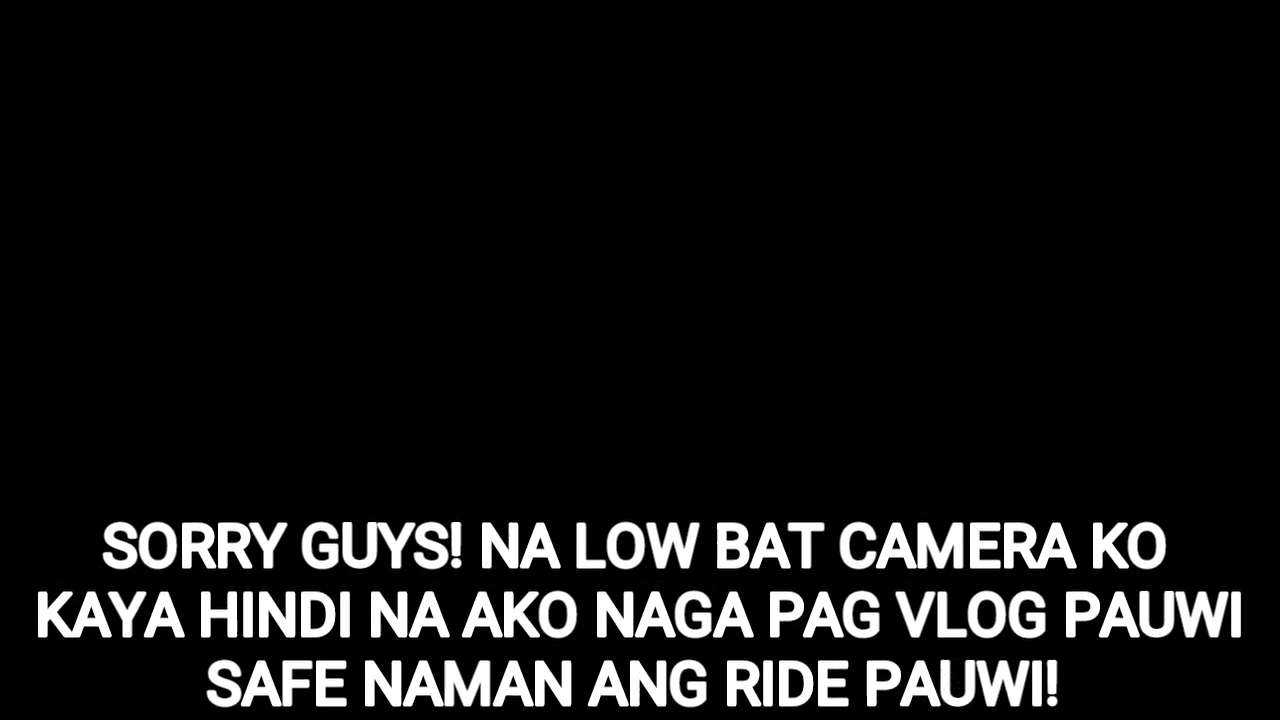 SORRY GUYS! NA LOW BAT CAMERA KO
KAYA HINDI NA AKO NAGA PAG VLOG PAUWI
SAFE NAMAN ANG RIDE PAUWI!